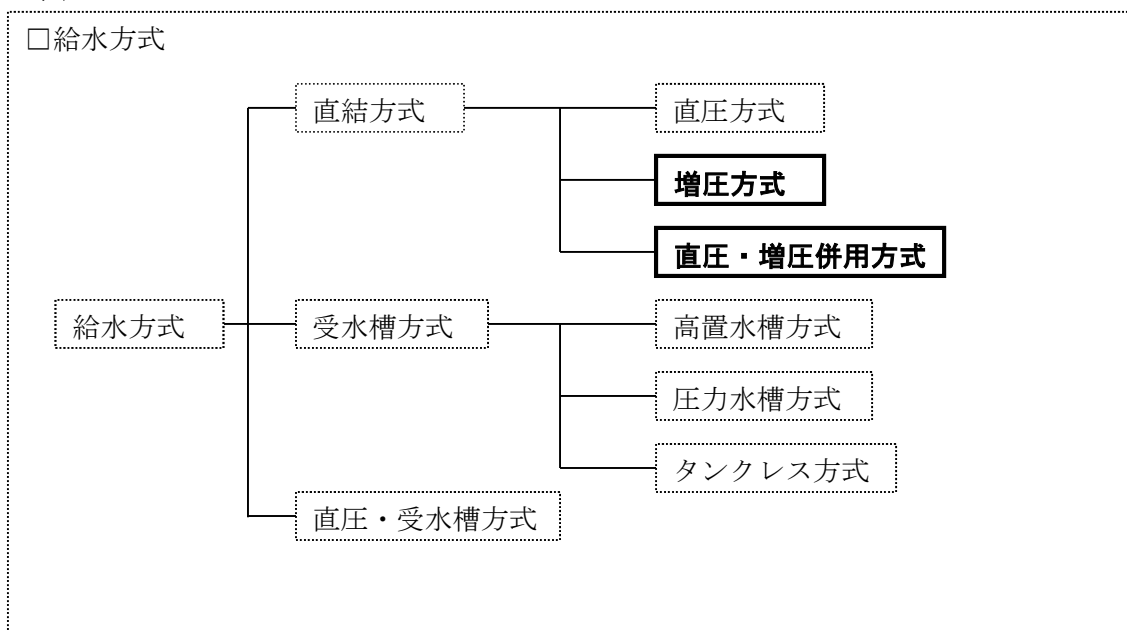 □給水方式
直結方式
直圧方式
増圧方式
直圧・増圧併用方式
給水方式
受水槽方式
高置水槽方式
圧力水槽方式
タンクレス方式
直圧・受水槽方式